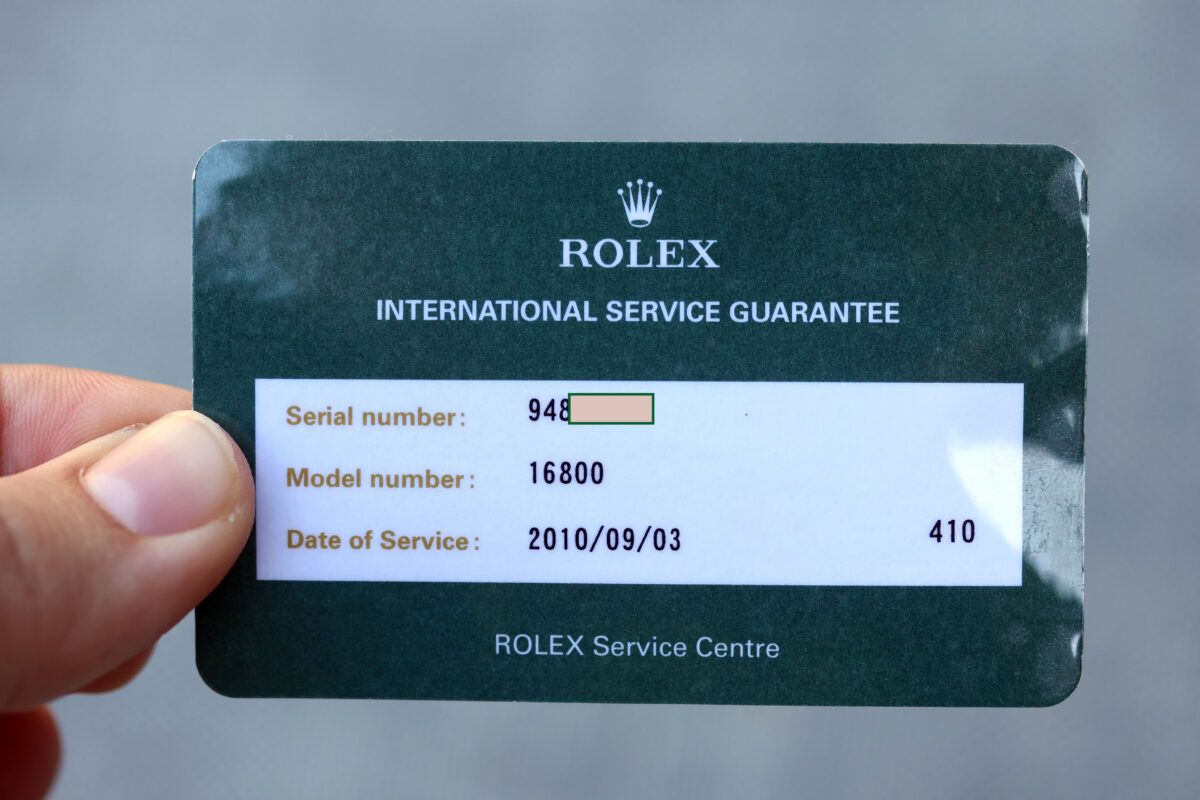 ROLEX
INTERNATIONAL SERVICE GUARANTEE
Serial number: 948
Model number: 16800
Date of Service: 2010/09/03 410
ROLEX Service Centre